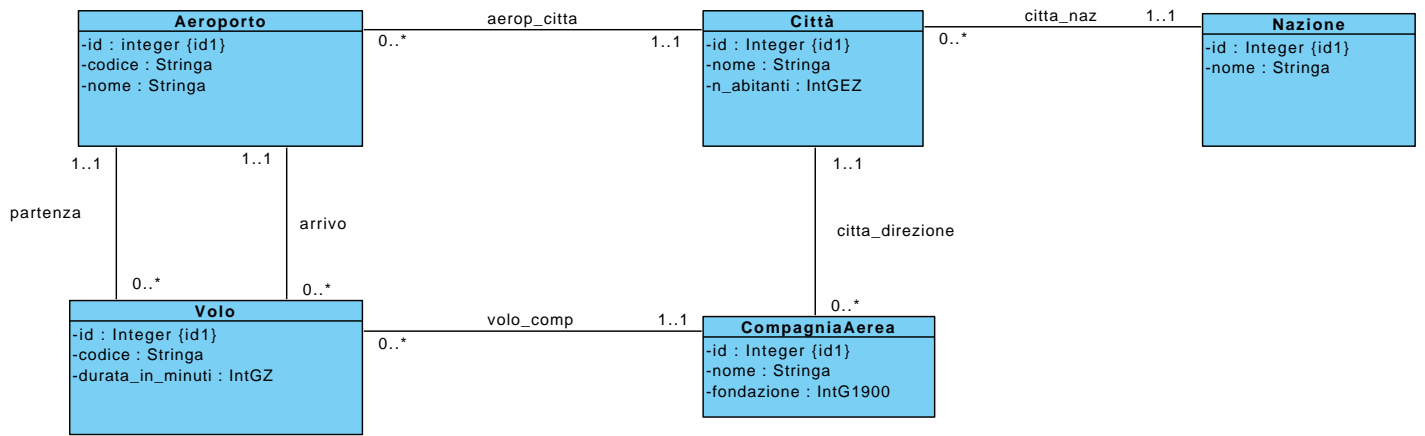 Aeroporto
-id : integer {id1}
-codice : Stringa
-nome : Stringa
aerop_citta
0..*
1..1
Città
-id : Integer {id1}
-nome : Stringa
-n_abitanti : IntGEZ
citta_naz
1..1
0..*
Nazione
-id : Integer {id1}
-nome : Stringa
1..1
1..1
1..1
partenza
arrivo
citta_direzione
0..*
0..*
0..*
Volo
-id : Integer {id1}
-codice : Stringa
-durata_in_minuti : IntGZ
volo_comp
1..1
0..*
CompagniaAerea
-id : Integer {id1}
-nome : Stringa
-fondazione : IntG1900